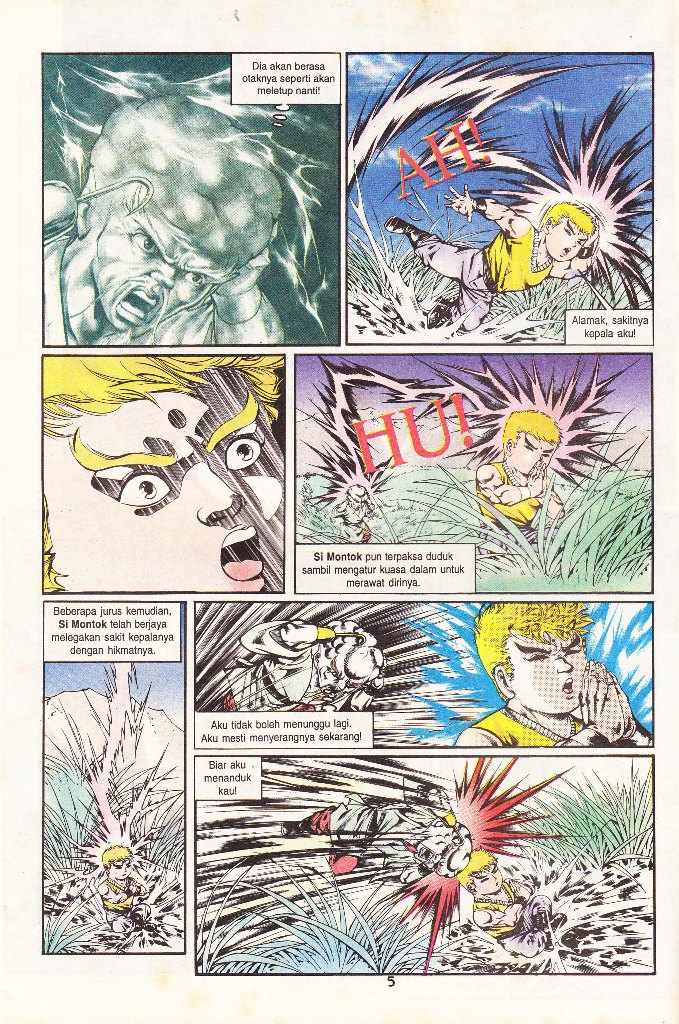 Dia akan berasa
otaknya seperti akan
meletup nanti!
AH!
Alamak, sakitnya
kepala aku!
HU!
Si Montok pun terpaksa duduk
sambil mengatur kuasa dalam untuk
merawat dirinya.
Beberapa jurus kemudian,
Si Montok telah berjaya
melegakan sakit kepalanya
dengan hikmatnya.
Aku tidak boleh menunggu lagi.
Aku mesti menyerangnya sekarang!
Biar aku
menanduk
kau!
5